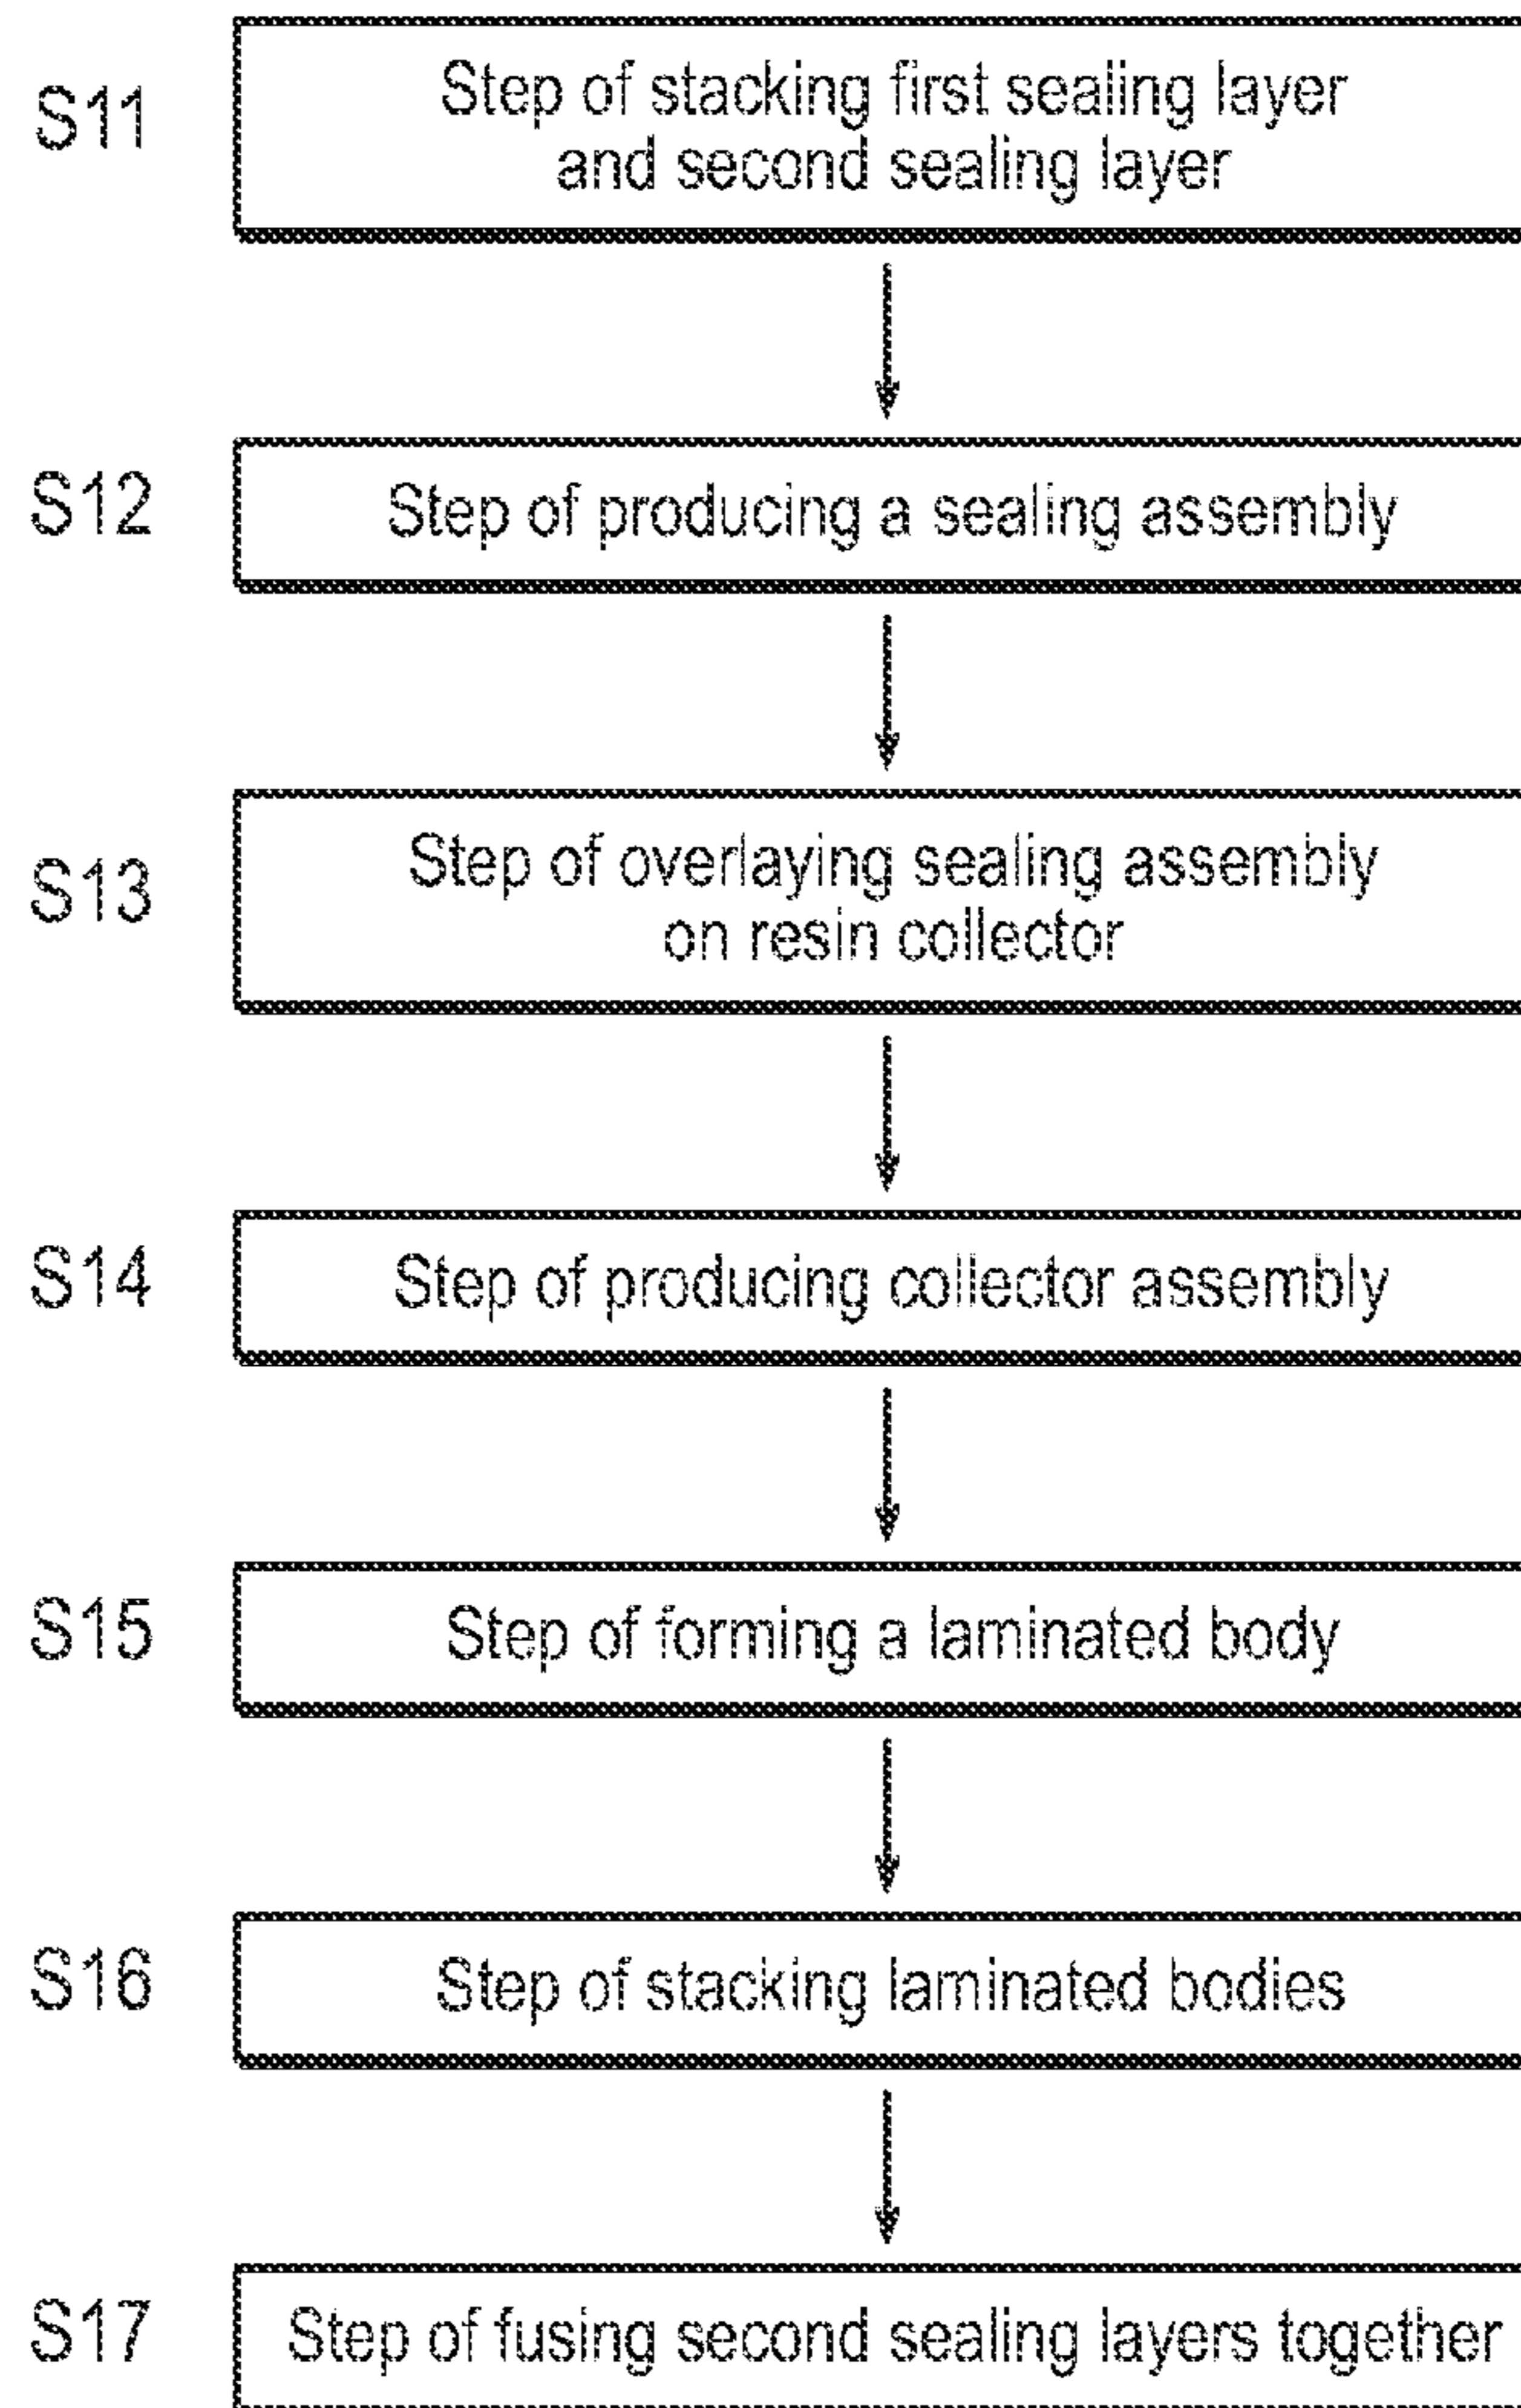 S11
Step of stacking first sealing layer
and second sealing layer
S12
Step of producing a sealing assembly
S13
Step of overlaying sealing assembly
on resin collector
S14
Step of producing collector assembly
S15
Step of forming a laminated body
S16
Step of stacking laminated bodies
S17
Step of fusing second sealing layers together